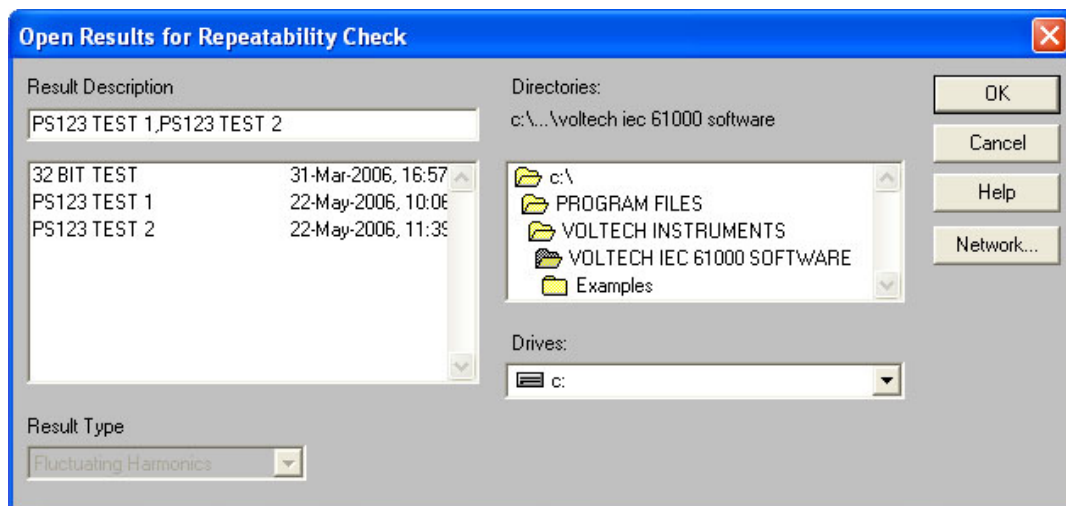 Open Results for Repeatability Check
Result Description
PS123 TEST 1,PS123 TEST 2
32 BIT TEST 31-Mar-2006, 16:57
PS123 TEST 1 22-May-2006, 10:06
PS123 TEST 2 22-May-2006, 11:39
Result Type
Fluctuating Harmonics
Directories:
c:\...\voltech iec 61000 software
c:\
PROGRAM FILES
VOLTECH INSTRUMENTS
VOLTECH IEC 61000 SOFTWARE
Examples
Drives:
c:
OK
Cancel
Help
Network...